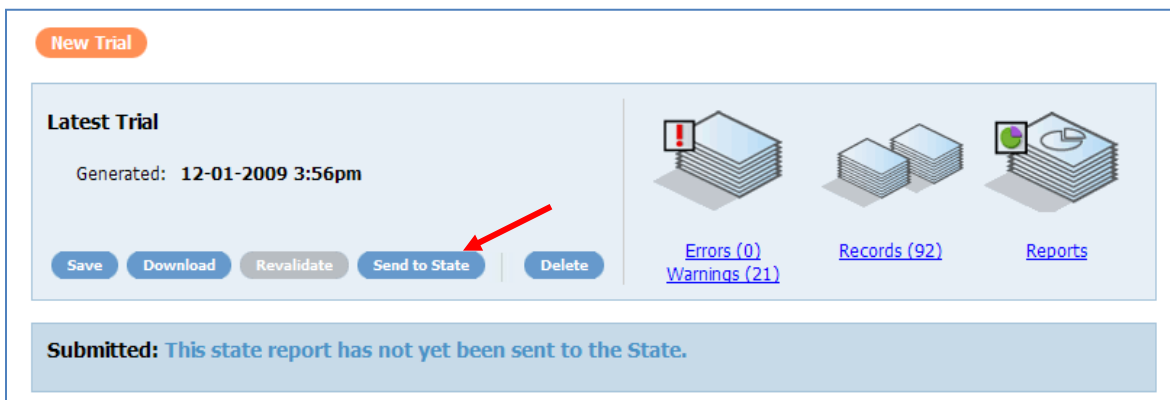 New Trial
Latest Trial
Generated: 12-01-2009 3:56pm
Save Download Revalidate Send to State Delete
Errors (0)
Warnings (21)
Records (92)
Reports
Submitted: This state report has not yet been sent to the State.